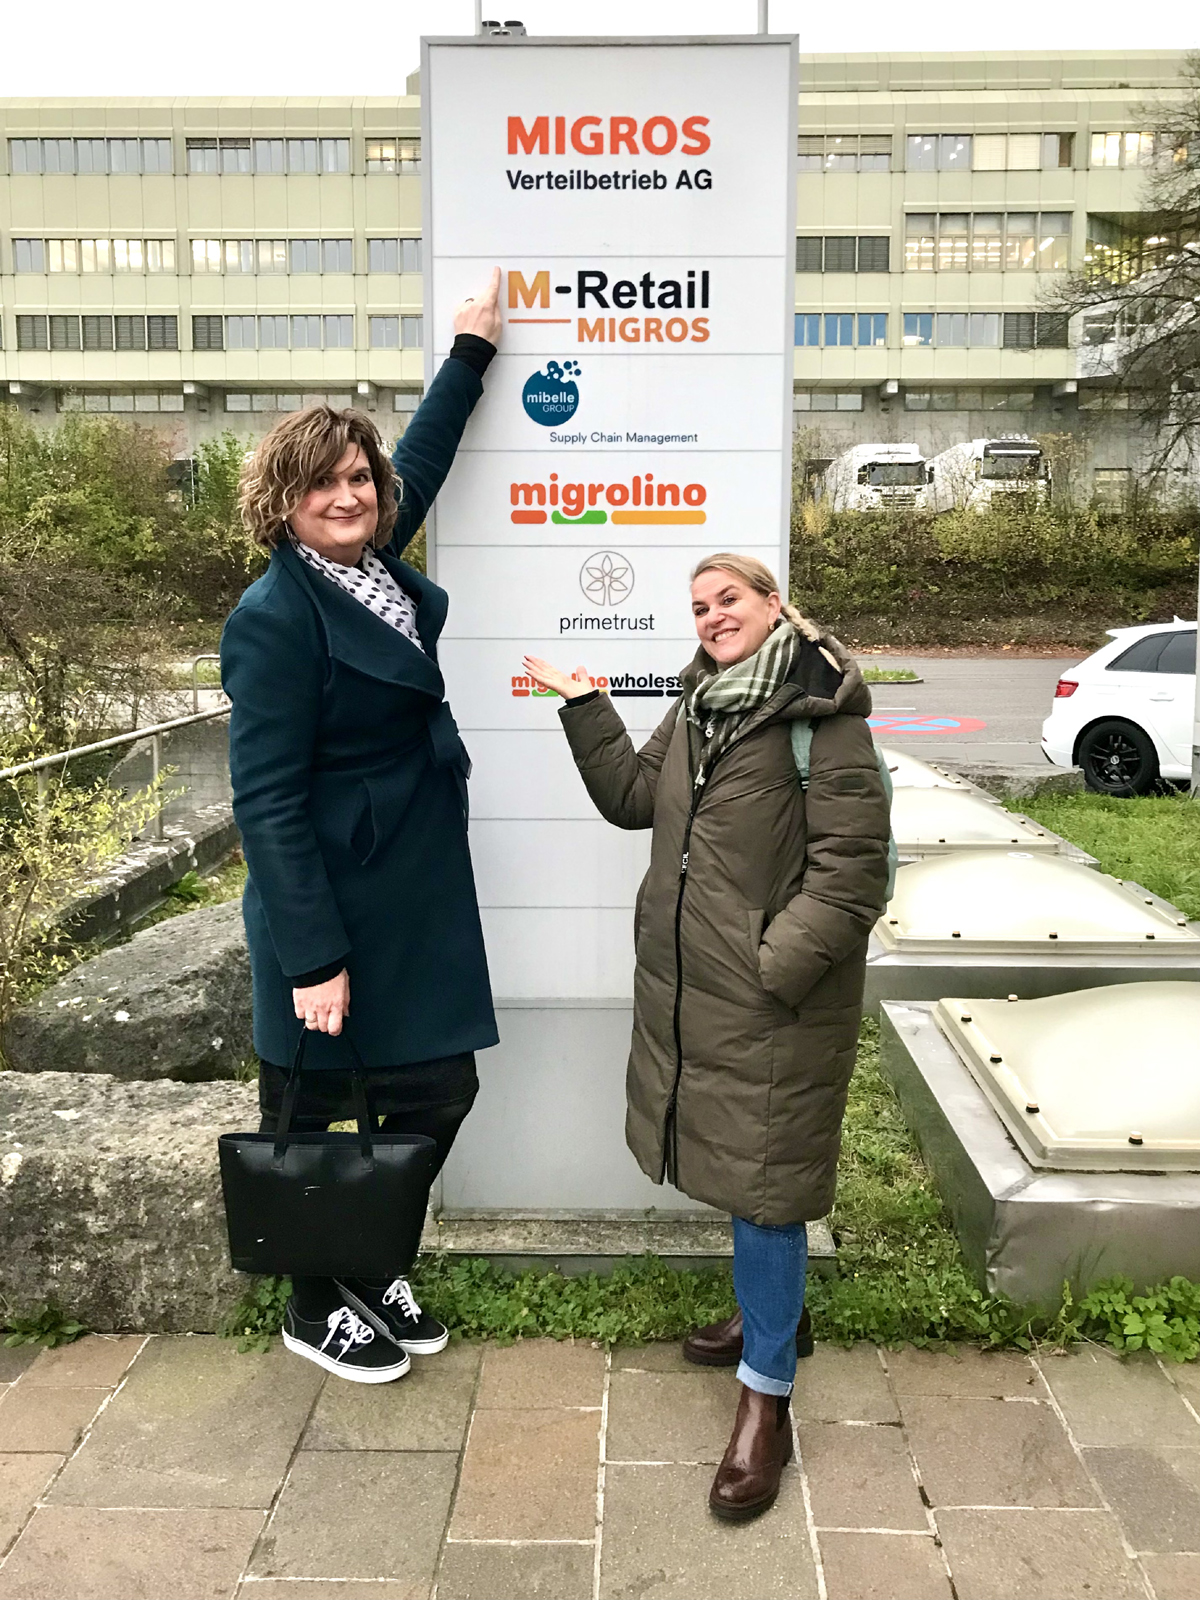 MIGROS
Verteilbetrieb AG
M-Retail
MIGROS
mibelle
GROUP
Supply Chain Management
migrolino
primetrust